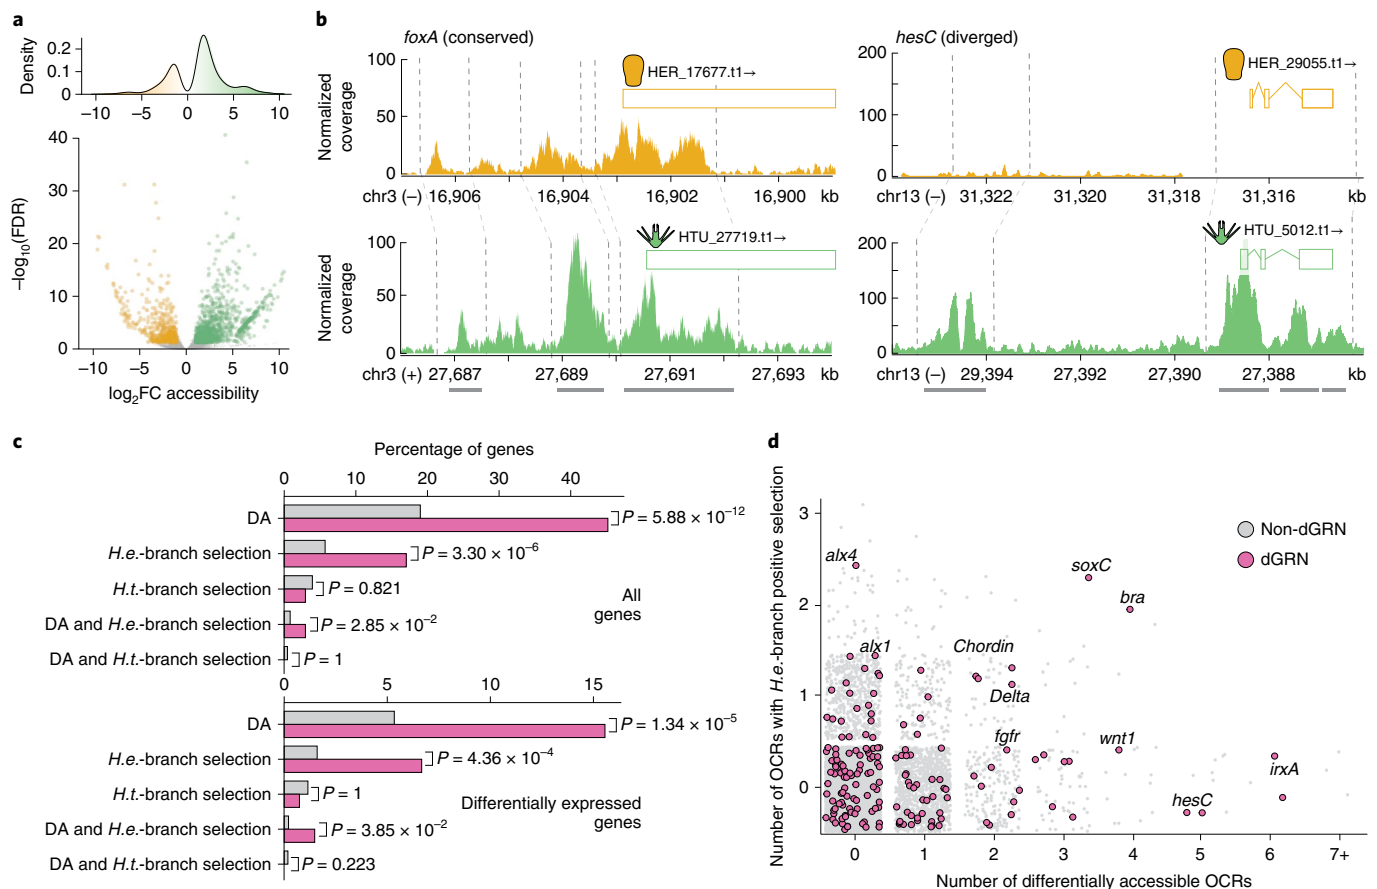 a
Density
0.2
0.1
0
−10 −5 0 5 10
−log10(FDR)
40
30
20
10
0
−10 −5 0 5 10
log2FC accessibility
b
foxA (conserved)
Normalized coverage
100
50
0
HER_17677.t1→
chr3 (–) 16,906 16,904 16,902 16,900 kb
Normalized coverage
100
50
0
HTU_27719.t1→
chr3 (+) 27,687 27,689 27,691 27,693 kb
hesC (diverged)
200
100
0
HER_29055.t1→
chr13 (–) 31,322 31,320 31,318 31,316 kb
200
100
0
HTU_5012.t1→
chr13 (–) 29,394 27,392 27,390 27,388 kb
c
Percentage of genes
0 10 20 30 40
DA
P = 5.88 × 10−12
H.e.-branch selection
P = 3.30 × 10−6
H.t.-branch selection
P = 0.821
DA and H.e.-branch selection
P = 2.85 × 10−2
DA and H.t.-branch selection
P = 1
All genes
0 5 10 15
DA
P = 1.34 × 10−5
H.e.-branch selection
P = 4.36 × 10−4
H.t.-branch selection
P = 1
DA and H.e.-branch selection
P = 3.85 × 10−2
DA and H.t.-branch selection
P = 0.223
Differentially expressed genes
d
Number of OCRs with H.e.-branch positive selection
3
2
1
0
Non-dGRN
dGRN
alx4
soxC
bra
alx1
Chordin
Delta
fgfr
wnt1
irxA
hesC
0 1 2 3 4 5 6 7+
Number of differentially accessible OCRs